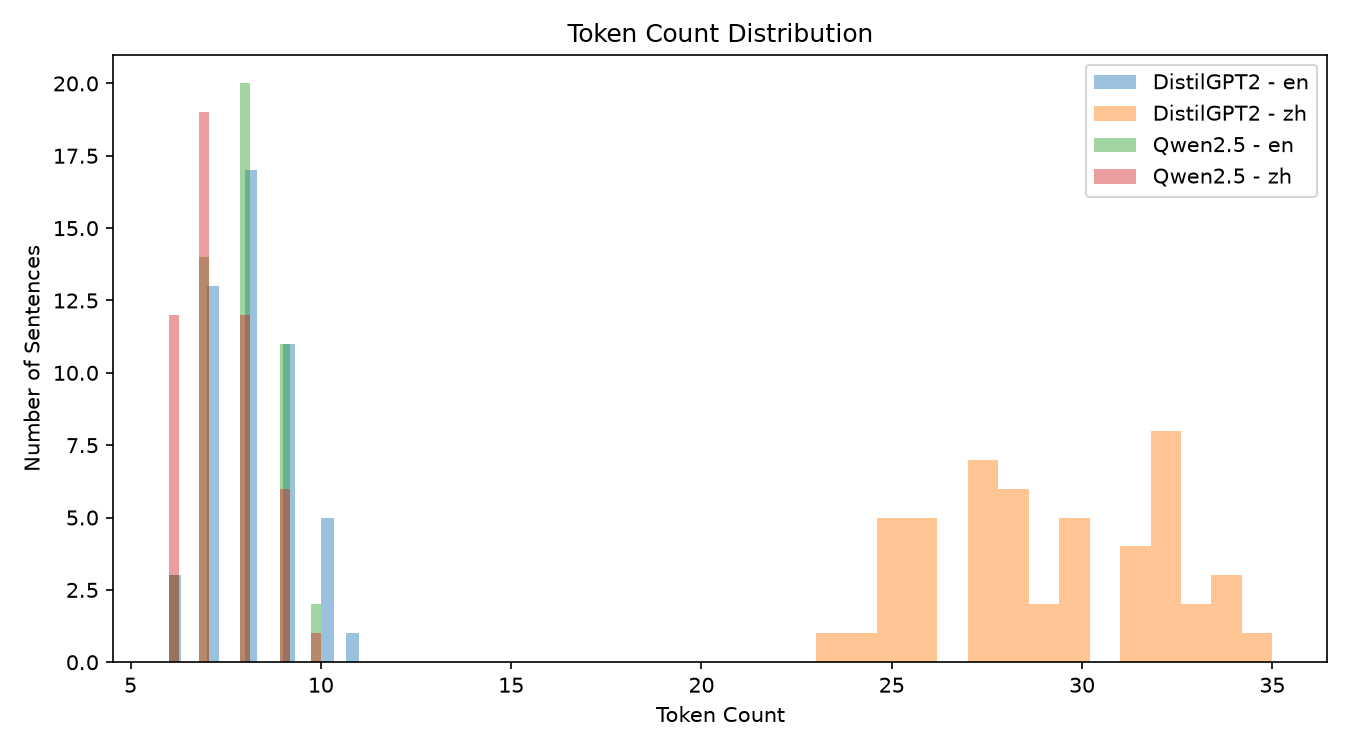 Token Count Distribution
DistilGPT2 - en
DistilGPT2 - zh
Qwen2.5 - en
Qwen2.5 - zh
Number of Sentences
20.0
17.5
15.0
12.5
10.0
7.5
5.0
2.5
0.0
5 10 15 20 25 30 35
Token Count